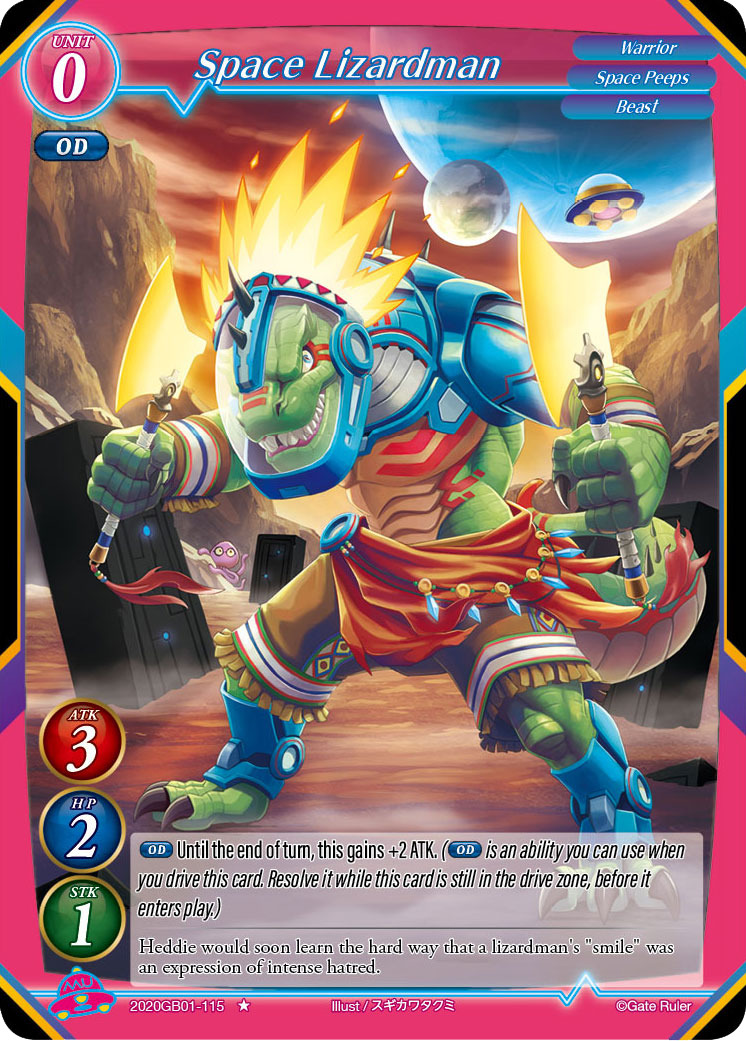 UNIT
0
Space Lizardman
Warrior
Space Peeps
Beast
OD
ATK
3
HP
2
STK
1
OD Until the end of turn, this gains +2 ATK. ( OD is an ability you can use when
you drive this card. Resolve it while this card is still in the drive zone, before it
enters play.)
Heddie would soon learn the hard way that a lizardman's "smile" was
an expression of intense hatred.
2020GB01-115 ★ Illust / スギカワタクミ ©Gate Ruler